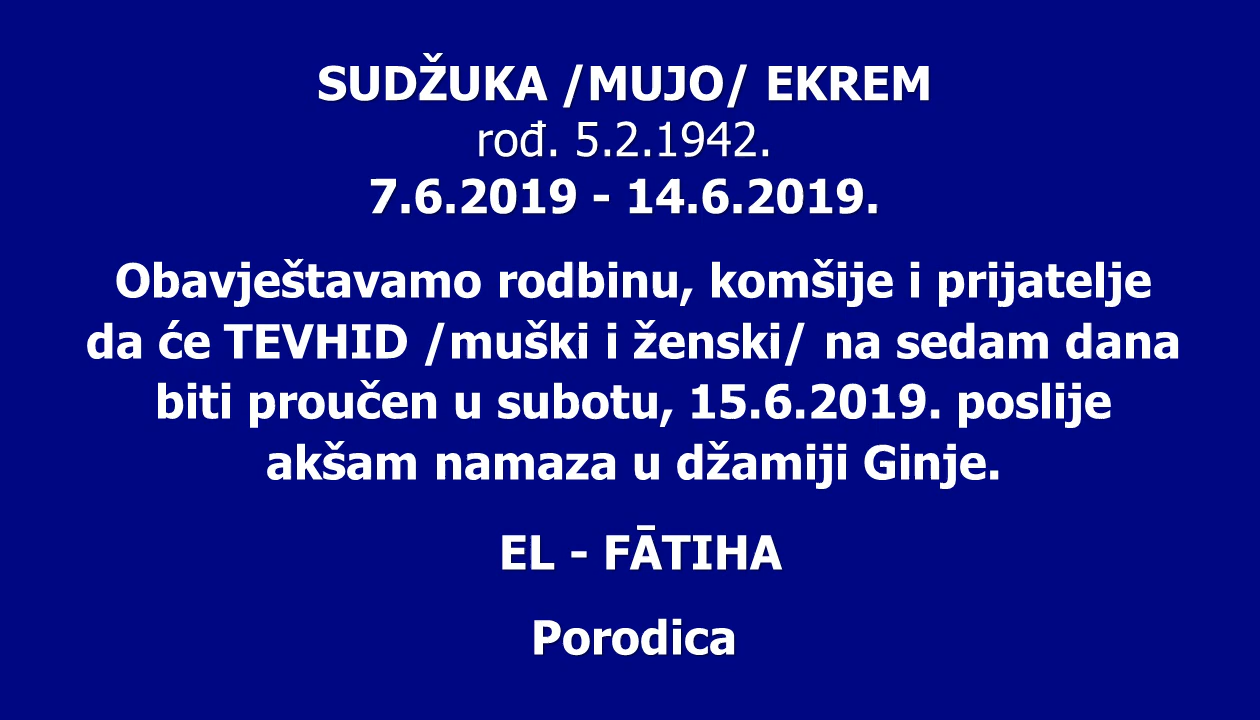 SUDŽUKA /MUJO/ EKREM
rođ. 5.2.1942.
7.6.2019 - 14.6.2019.
Obavještavamo rodbinu, komšije i prijatelje
da će TEVHID /muški i ženski/ na sedam dana
biti proučen u subotu, 15.6.2019. poslije
akšam namaza u džamiji Ginje.
EL - FĀTIHA
Porodica